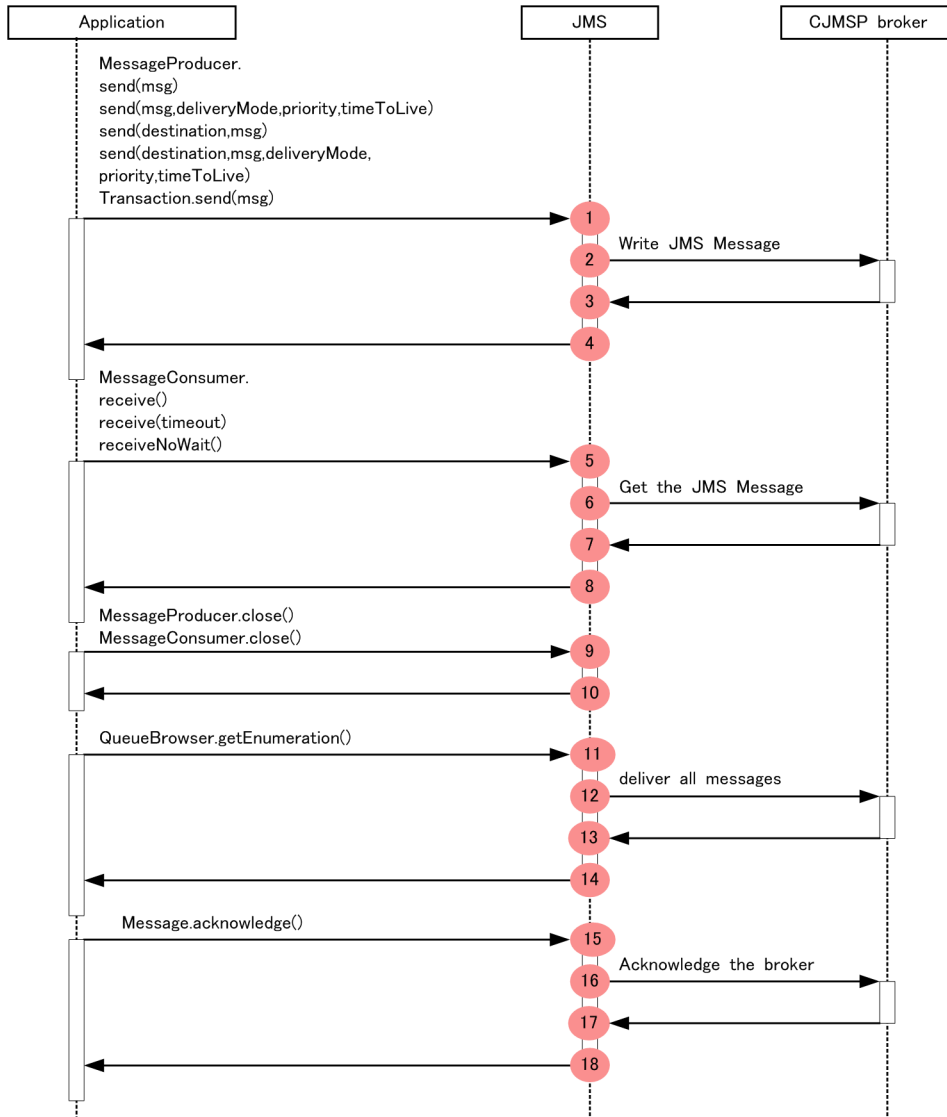 Application
JMS
CJMSP broker
MessageProducer.
send(msg)
send(msg,deliveryMode,priority,timeToLive)
send(destination,msg)
send(destination,msg,deliveryMode,
priority,timeToLive)
Transaction.send(msg)
1
Write JMS Message
2
3
4
MessageConsumer.
receive()
receive(timeout)
receiveNoWait()
5
Get the JMS Message
6
7
8
MessageProducer.close()
MessageConsumer.close()
9
10
QueueBrowser.getEnumeration()
11
deliver all messages
12
13
14
Message.acknowledge()
15
Acknowledge the broker
16
17
18